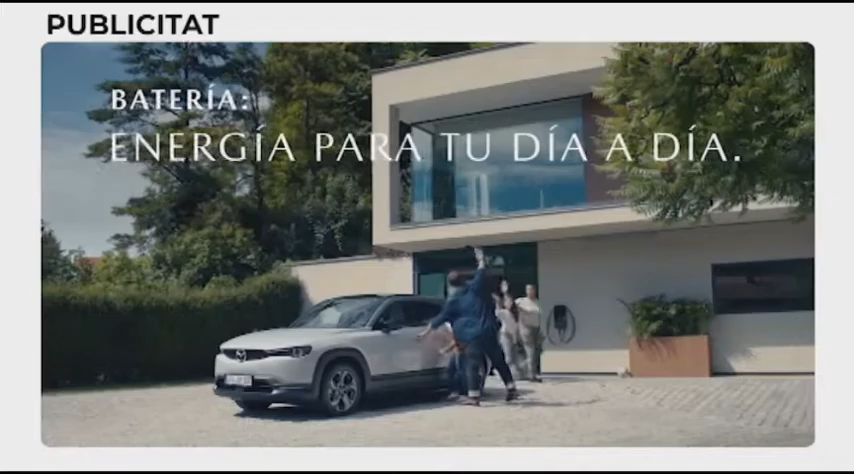 PUBLICITAT
BATERÍA:
ENERGÍA PARA TU DÍA A DÍA.